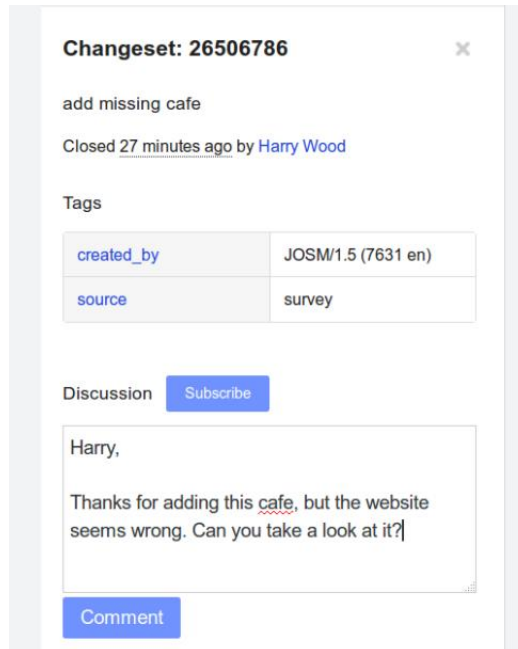 Changeset: 26506786 ×
add missing cafe
Closed 27 minutes ago by Harry Wood
Tags
created_by JOSM/1.5 (7631 en)
source survey
Discussion Subscribe
Harry,
Thanks for adding this cafe, but the website
seems wrong. Can you take a look at it?
Comment